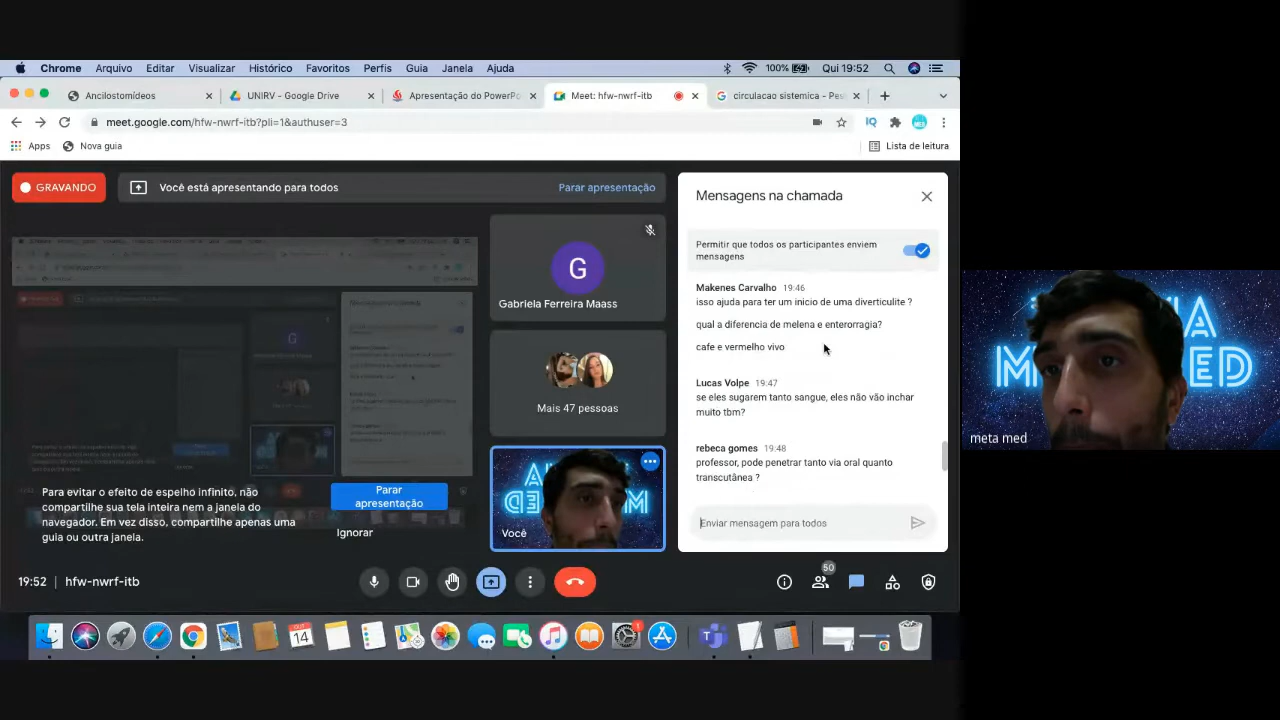 Chrome Arquivo Editar Visualizar Histórico Favoritos Perfis Guia Janela Ajuda 100% Qui 19:52
Ancilostomídeos
UNIRV - Google Drive
Apresentação do PowerPo
Meet: hfw-nwrf-itb
circulacao sistemica - Pes
meet.google.com/hfw-nwrf-itb?pli=1&authuser=3
IQ
Apps Nova guia Lista de leitura
GRAVANDO
Você está apresentando para todos
Parar apresentação
G
Gabriela Ferreira Maass
Mais 47 pessoas
Você
Para evitar o efeito de espelho infinito, não
compartilhe sua tela inteira nem a janela do
navegador. Em vez disso, compartilhe apenas uma
guia ou outra janela.
Parar
apresentação
Ignorar
Mensagens na chamada
Permitir que todos os participantes enviem
mensagens
Makenes Carvalho 19:46
isso ajuda para ter um inicio de uma diverticulite ?
qual a diferencia de melena e enterorragia?
cafe e vermelho vivo
Lucas Volpe 19:47
se eles sugarem tanto sangue, eles não vão inchar
muito tbm?
rebeca gomes 19:48
professor, pode penetrar tanto via oral quanto
transcutânea ?
Enviar mensagem para todos
19:52 | hfw-nwrf-itb
50
OUT
14
1
meta med